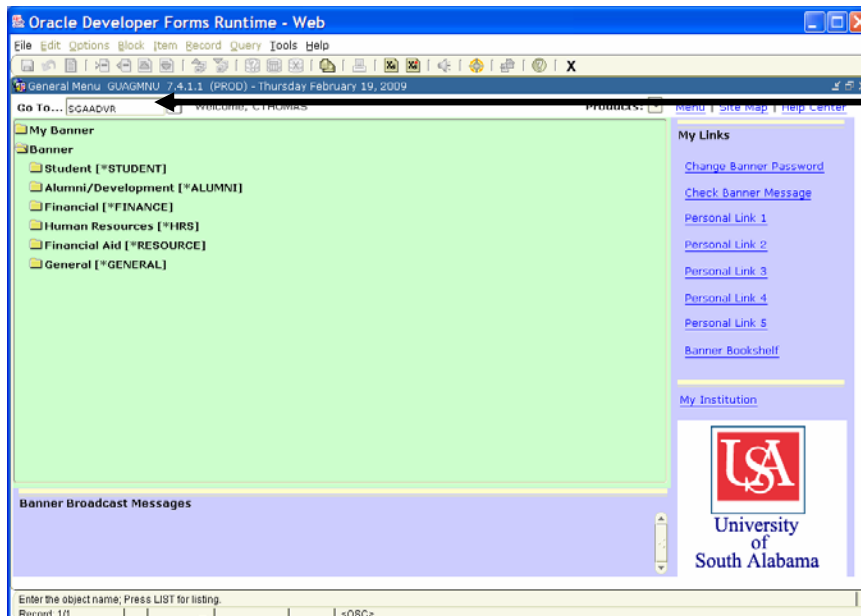 Oracle Developer Forms Runtime - Web
File Edit Options Block Item Record Query Tools Help
General Menu GUAGMNU 7.4.1.1 (PROD) - Thursday February 19, 2009
Go To... SGAADVR Welcome, CTHOMAS Products: Menu | Site Map | Help Center
My Banner
Banner
Student [*STUDENT]
Alumni/Development [*ALUMNI]
Financial [*FINANCE]
Human Resources [*HRS]
Financial Aid [*RESOURCE]
General [*GENERAL]
My Links
Change Banner Password
Check Banner Message
Personal Link 1
Personal Link 2
Personal Link 3
Personal Link 4
Personal Link 5
Banner Bookshelf
My Institution
USA
University
of
South Alabama
Banner Broadcast Messages
Enter the object name; Press LIST for listing.
Record: 1/1 <OSC>